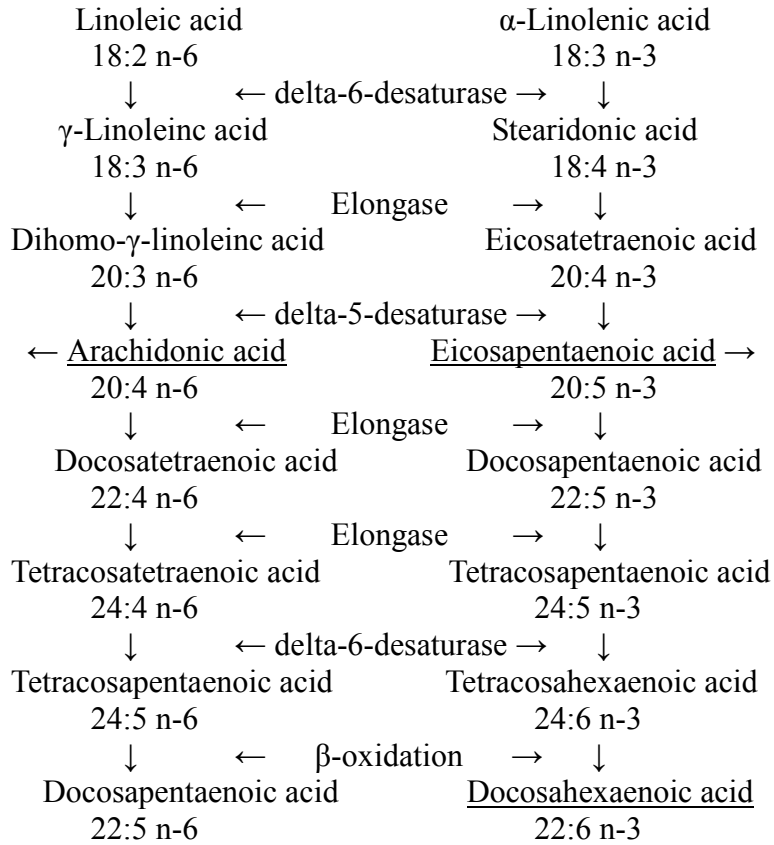 Linoleic acid α-Linolenic acid
18:2 n-6 18:3 n-3
↓ ← delta-6-desaturase → ↓
γ-Linoleinc acid Stearidonic acid
18:3 n-6 18:4 n-3
↓ ← Elongase → ↓
Dihomo-γ-linoleinc acid Eicosatetraenoic acid
20:3 n-6 20:4 n-3
↓ ← delta-5-desaturase → ↓
← Arachidonic acid Eicosapentaenoic acid →
20:4 n-6 20:5 n-3
↓ ← Elongase → ↓
Docosatetraenoic acid Docosapentaenoic acid
22:4 n-6 22:5 n-3
↓ ← Elongase → ↓
Tetracosatetraenoic acid Tetracosapentaenoic acid
24:4 n-6 24:5 n-3
↓ ← delta-6-desaturase → ↓
Tetracosapentaenoic acid Tetracosahexaenoic acid
24:5 n-6 24:6 n-3
↓ ← β-oxidation → ↓
Docosapentaenoic acid Docosahexaenoic acid
22:5 n-6 22:6 n-3